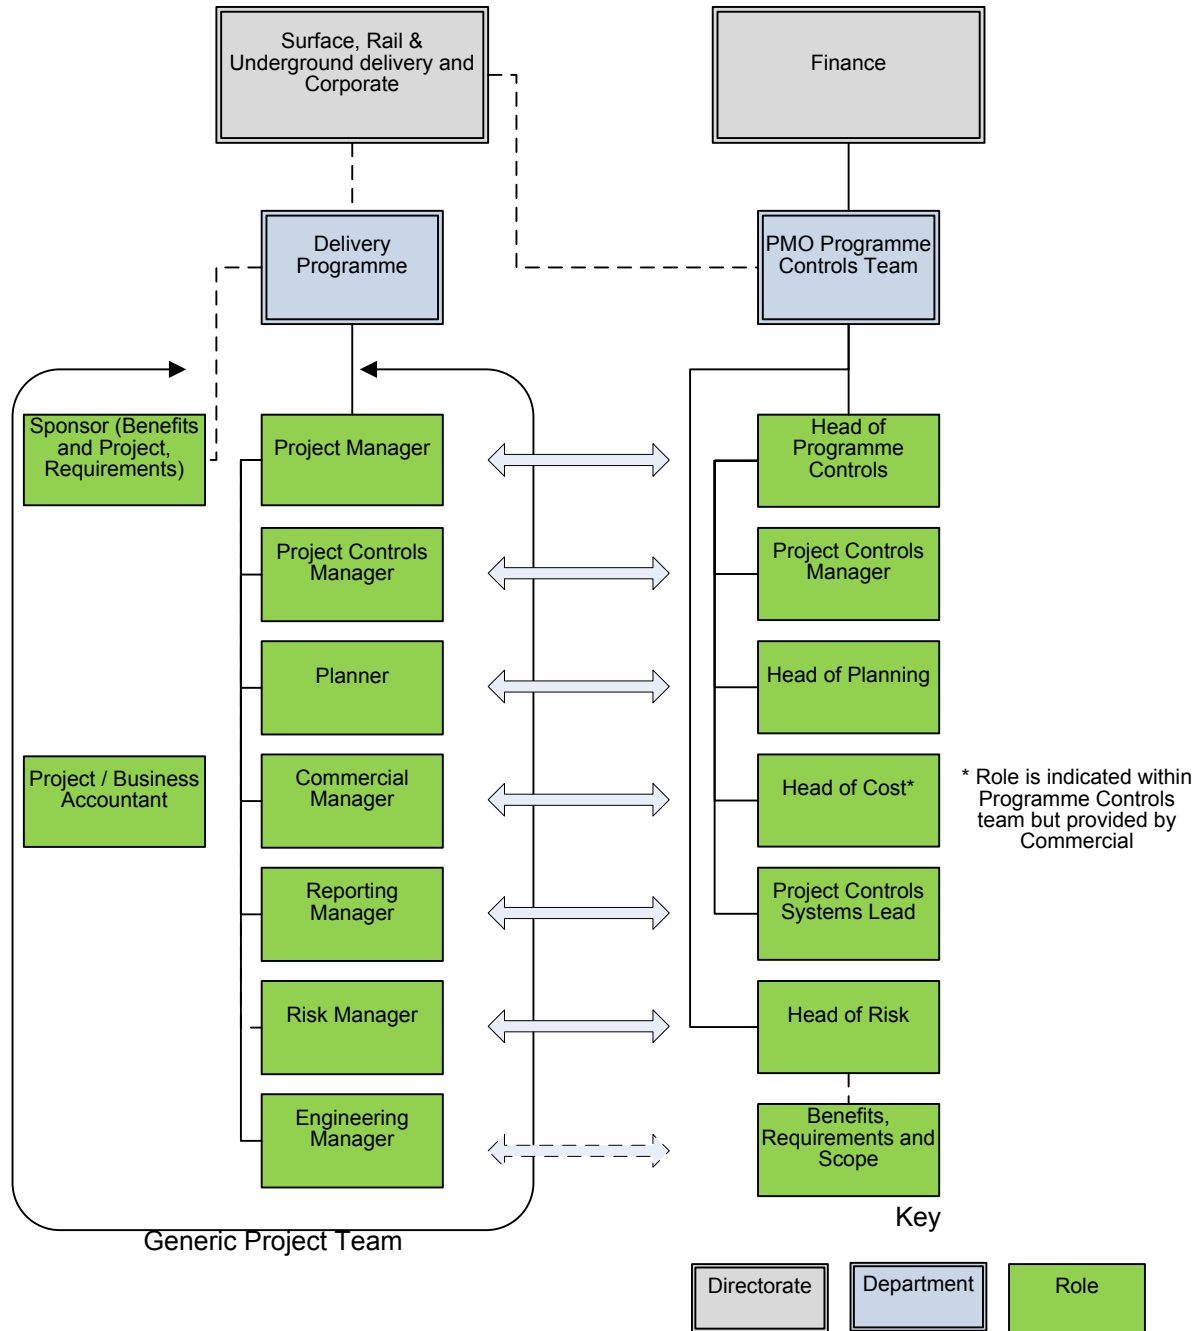 Surface, Rail &
Underground delivery and
Corporate
Finance
Delivery
Programme
PMO Programme
Controls Team
Sponsor (Benefits
and Project,
Requirements)
Project Manager
Head of
Programme
Controls
Project Controls
Manager
Project Controls
Manager
Planner
Head of Planning
Project / Business
Accountant
Commercial
Manager
Head of Cost*
* Role is indicated within
Programme Controls
team but provided by
Commercial
Reporting
Manager
Project Controls
Systems Lead
Risk Manager
Head of Risk
Engineering
Manager
Benefits,
Requirements and
Scope
Generic Project Team
Key
Directorate
Department
Role